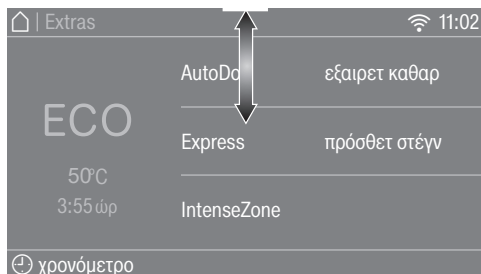 | Extras 11:02
AutoDo εξαιρετ καθαρ
ECO
Express πρόσθετ στέγν
50°C
3:55 ώρ
IntenseZone
χρονόμετρο